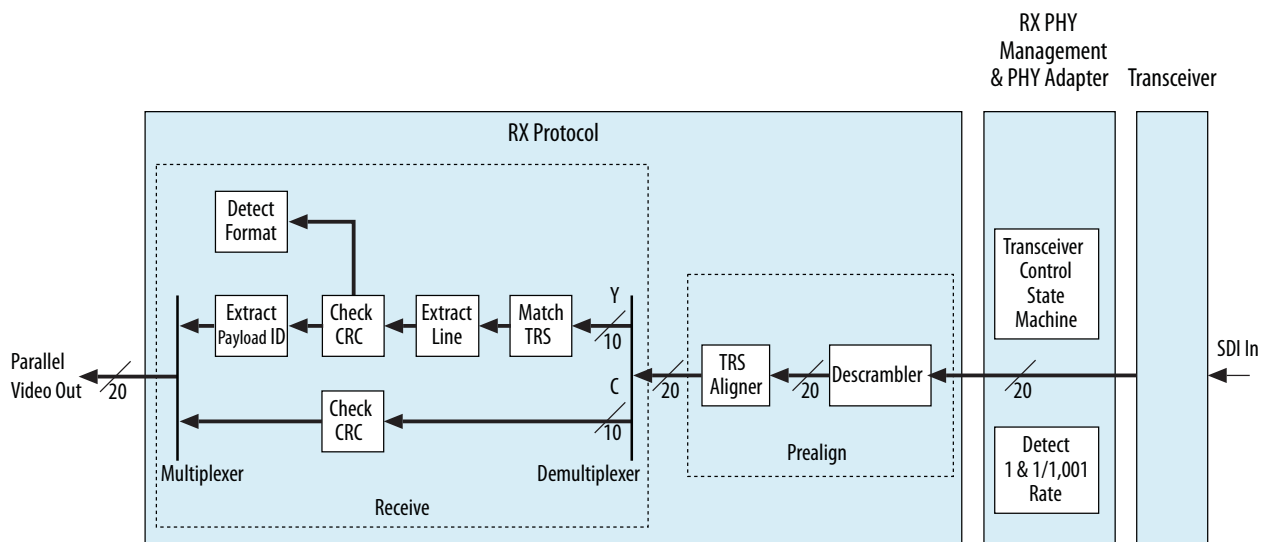 RX PHY
Management
& PHY Adapter
Transceiver
RX Protocol
Detect
Format
Transceiver
Control
State
Machine
Y
Extract
Payload ID
Check
CRC
Extract
Line
Match
TRS
10
Parallel
Video Out
20
TRS
Aligner
20
Descrambler
20
20
SDI In
C
Check
CRC
10
Multiplexer
Demultiplexer
Prealign
Detect
1 & 1/1,001
Rate
Receive